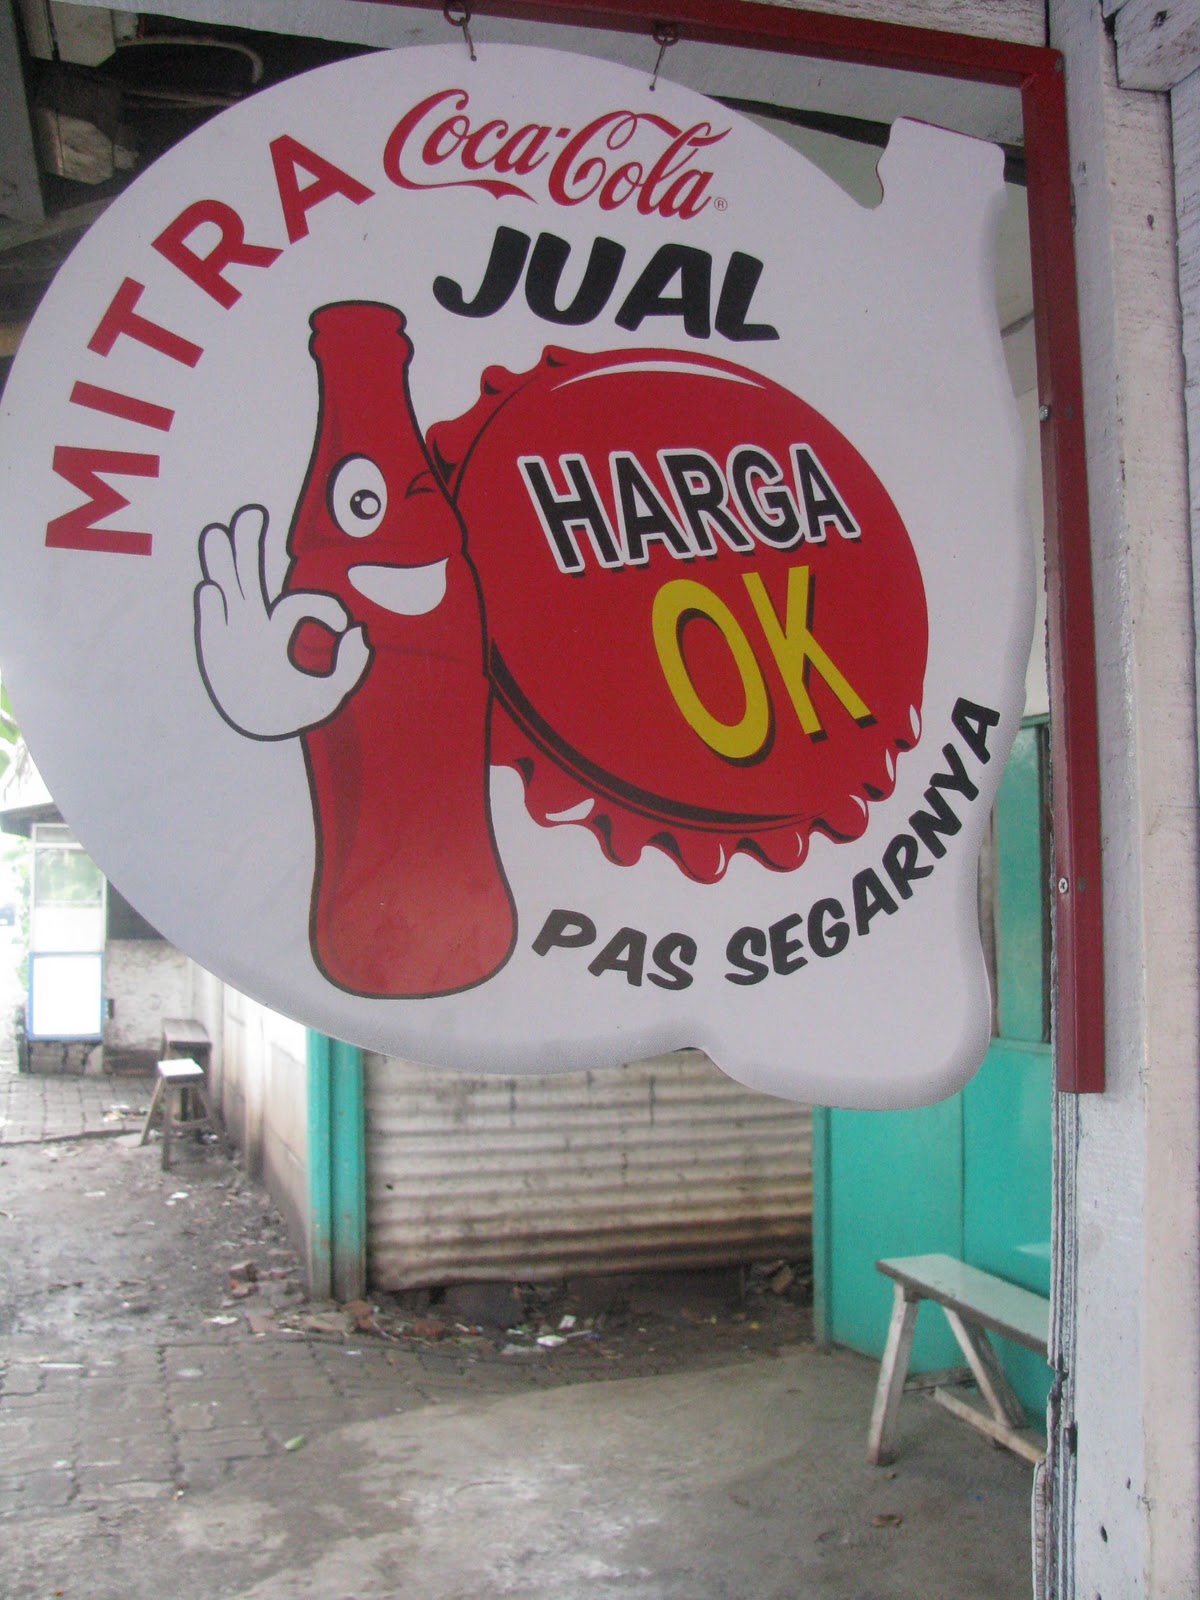 MITRA
Coca-Cola®
JUAL
HARGA
OK
PAS SEGARNYA